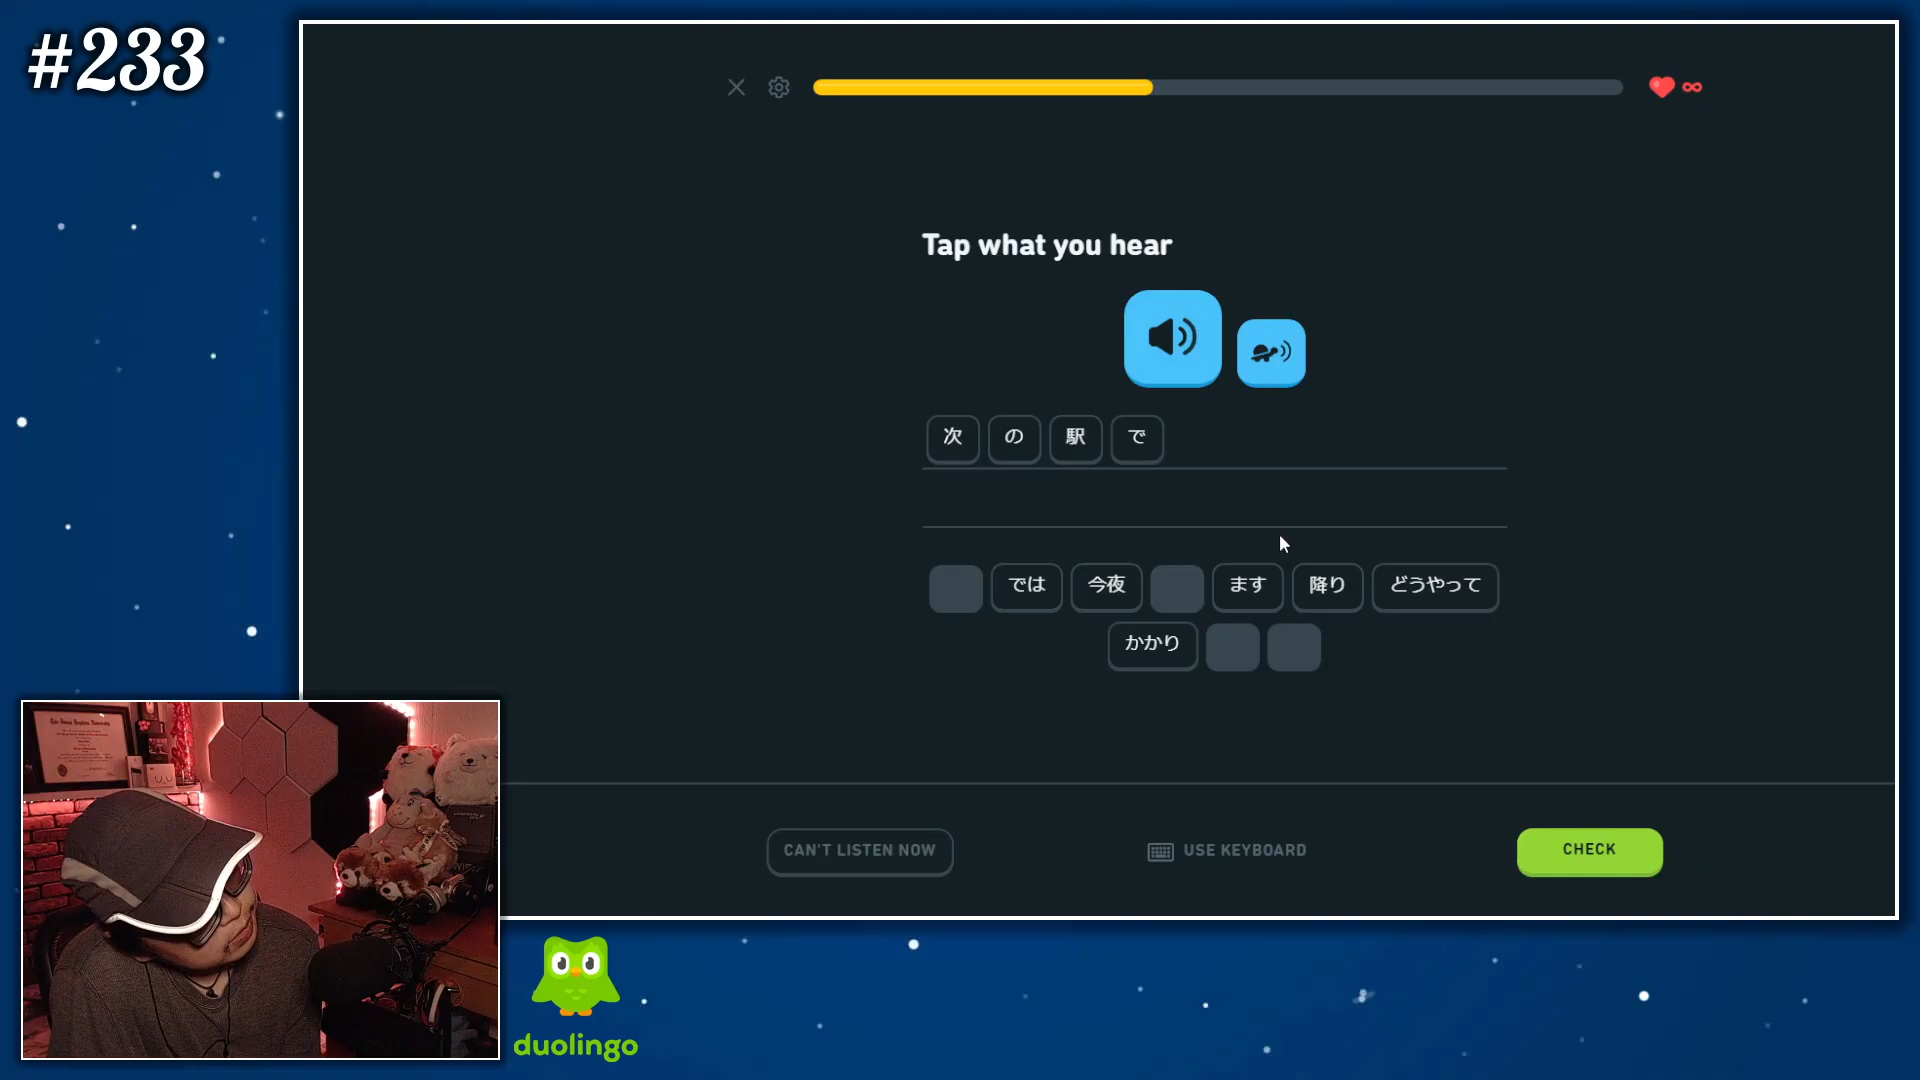 #233
Tap what you hear
次 の 駅 で
では 今夜 ます 降り どうやって
かかり
CAN'T LISTEN NOW
USE KEYBOARD
CHECK
duolingo